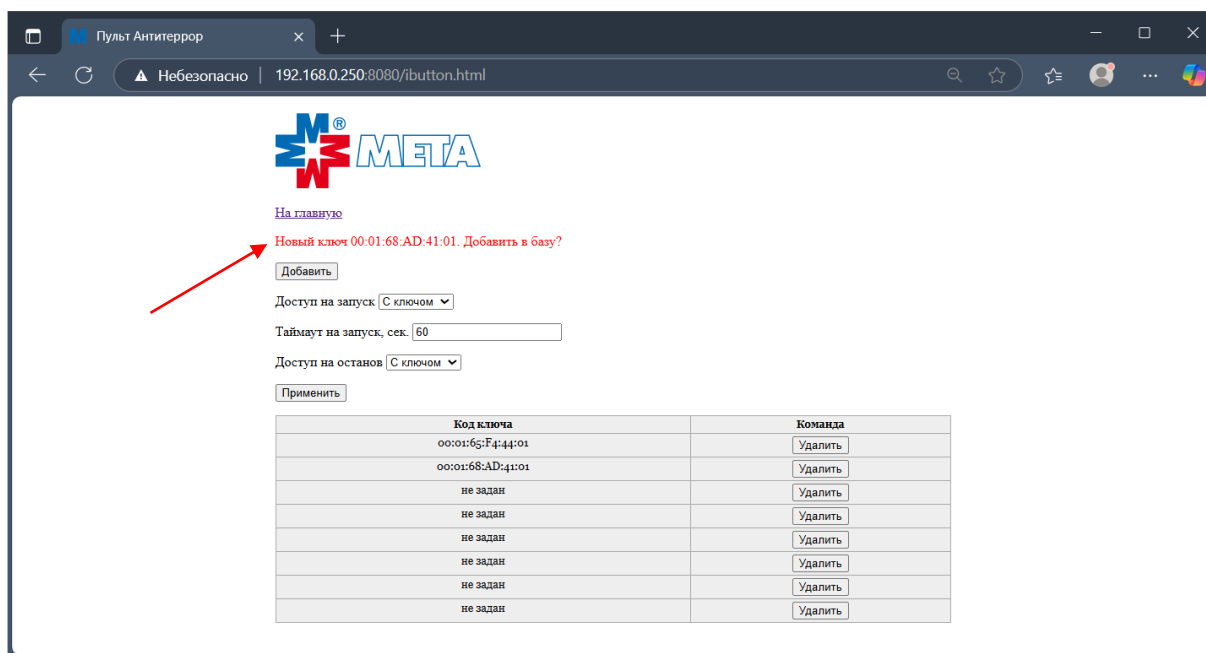 Пульт Антитеррор
Небезопасно | 192.168.0.250:8080/ibutton.html
® МЕТА
На главную
Новый ключ 00:01:68:AD:41:01. Добавить в базу?
Добавить
Доступ на запуск С ключом
Таймаут на запуск, сек. 60
Доступ на останов С ключом
Применить
Код ключа Команда
00:01:65:F4:44:01 Удалить
00:01:68:AD:41:01 Удалить
не задан Удалить
не задан Удалить
не задан Удалить
не задан Удалить
не задан Удалить
не задан Удалить